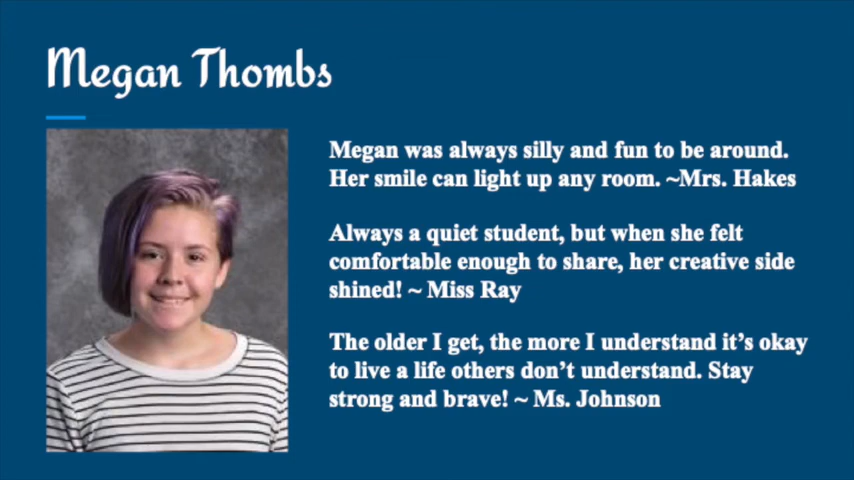 Megan Thombs
Megan was always silly and fun to be around.
Her smile can light up any room. ~Mrs. Hakes
Always a quiet student, but when she felt
comfortable enough to share, her creative side
shined! ~ Miss Ray
The older I get, the more I understand it’s okay
to live a life others don’t understand. Stay
strong and brave! ~ Ms. Johnson